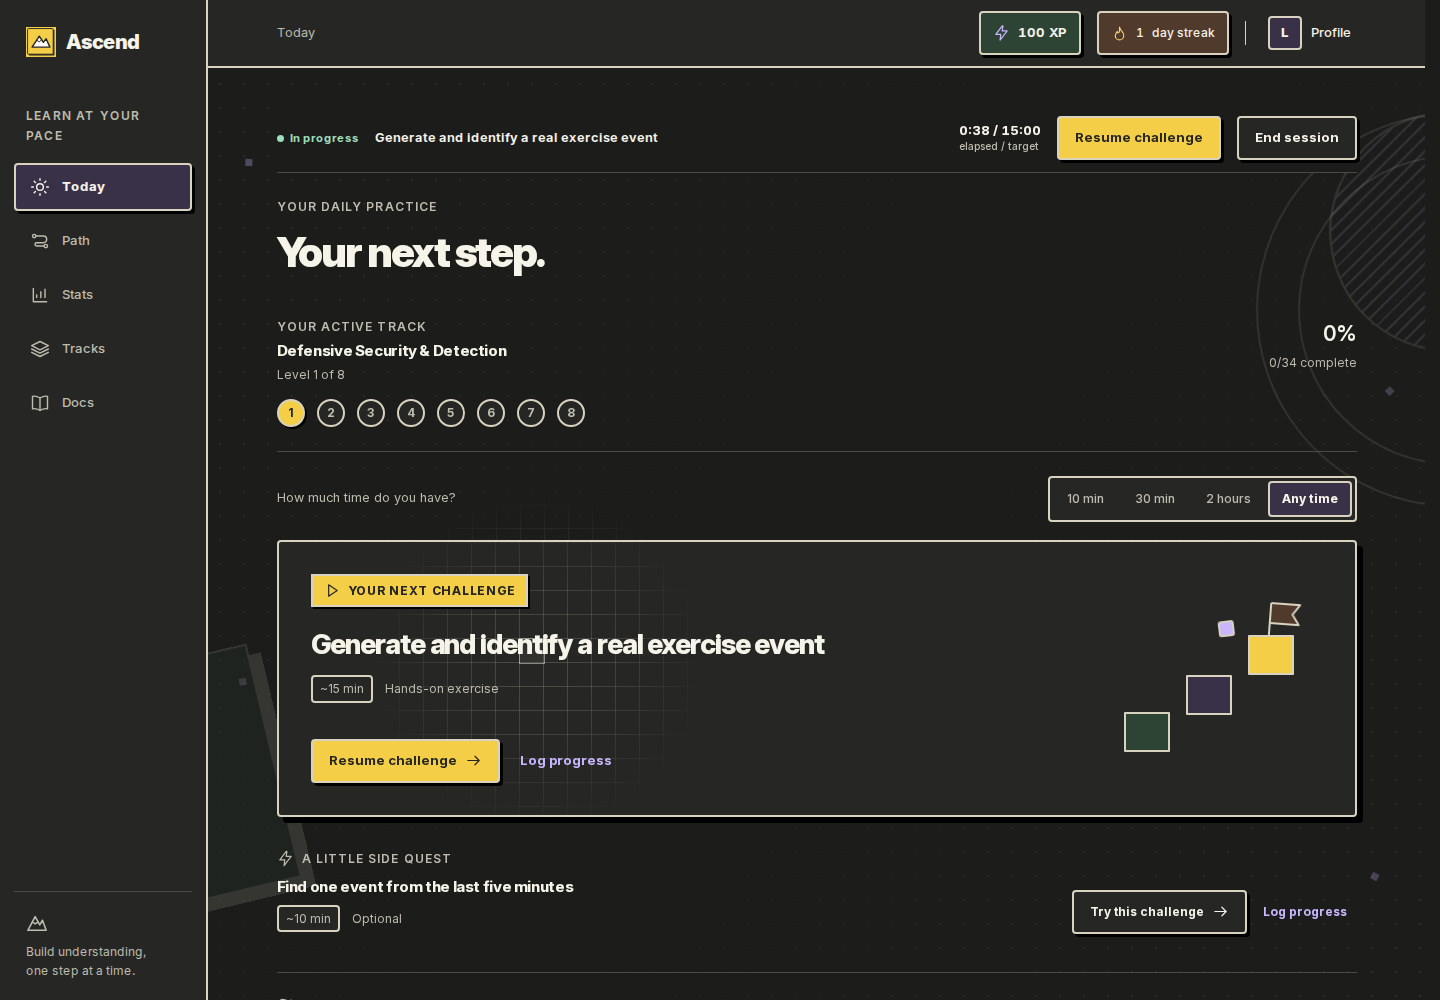 Ascend
LEARN AT YOUR
PACE
Today
Path
Stats
Tracks
Docs
Build understanding,
one step at a time.
Today
100 XP
1 day streak
L
Profile
In progress
Generate and identify a real exercise event
0:38 / 15:00
elapsed / target
Resume challenge
End session
YOUR DAILY PRACTICE
Your next step.
YOUR ACTIVE TRACK
Defensive Security & Detection
Level 1 of 8
0%
0/34 complete
1 2 3 4 5 6 7 8
How much time do you have?
10 min 30 min 2 hours Any time
YOUR NEXT CHALLENGE
Generate and identify a real exercise event
~15 min Hands-on exercise
Resume challenge
Log progress
A LITTLE SIDE QUEST
Find one event from the last five minutes
~10 min Optional
Try this challenge
Log progress